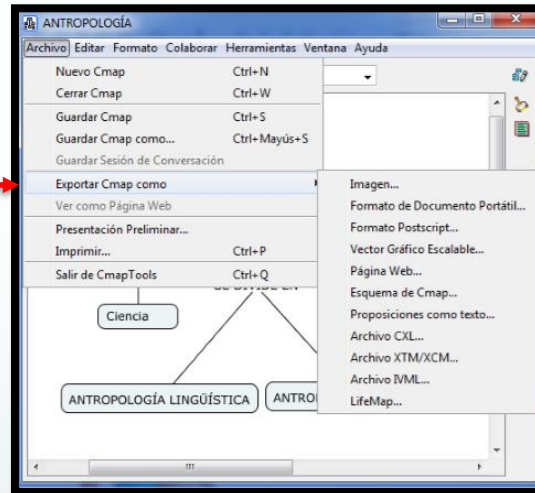 ANTROPOLOGÍA
Archivo Editar Formato Colaborar Herramientas Ventana Ayuda
Nuevo Cmap Ctrl+N
Cerrar Cmap Ctrl+W
Guardar Cmap Ctrl+S
Guardar Cmap como... Ctrl+Mayús+S
Guardar Sesión de Conversación
Exportar Cmap como
Ver como Página Web
Presentación Preliminar...
Imprimir... Ctrl+P
Salir de CmapTools Ctrl+Q
Imagen...
Formato de Documento Portátil...
Formato Postscript...
Vector Gráfico Escalable...
Página Web...
Esquema de Cmap...
Proposiciones como texto...
Archivo CXL...
Archivo XTM/XCM...
Archivo IVML...
LifeMap...
SE DIVIDE EN
Ciencia
ANTROPOLOGÍA LINGÜÍSTICA
ANTRO